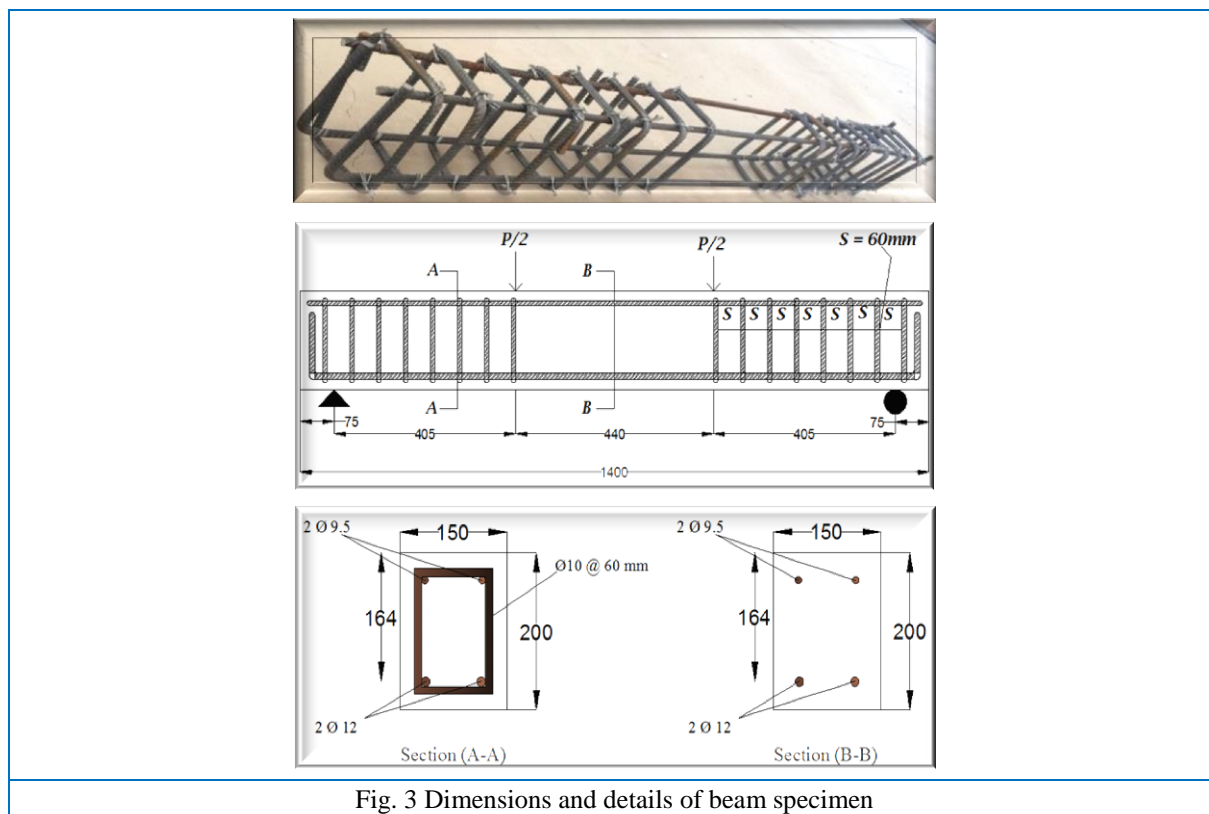 P/2 P/2 S = 60mm
A B
S S S S S S S
A B
75 75
405 440 405
1400
2 Ø 9.5 150 2 Ø 9.5 150
Ø10 @ 60 mm
164 200 164 200
2 Ø 12 2 Ø 12
Section (A-A) Section (B-B)
Fig. 3 Dimensions and details of beam specimen